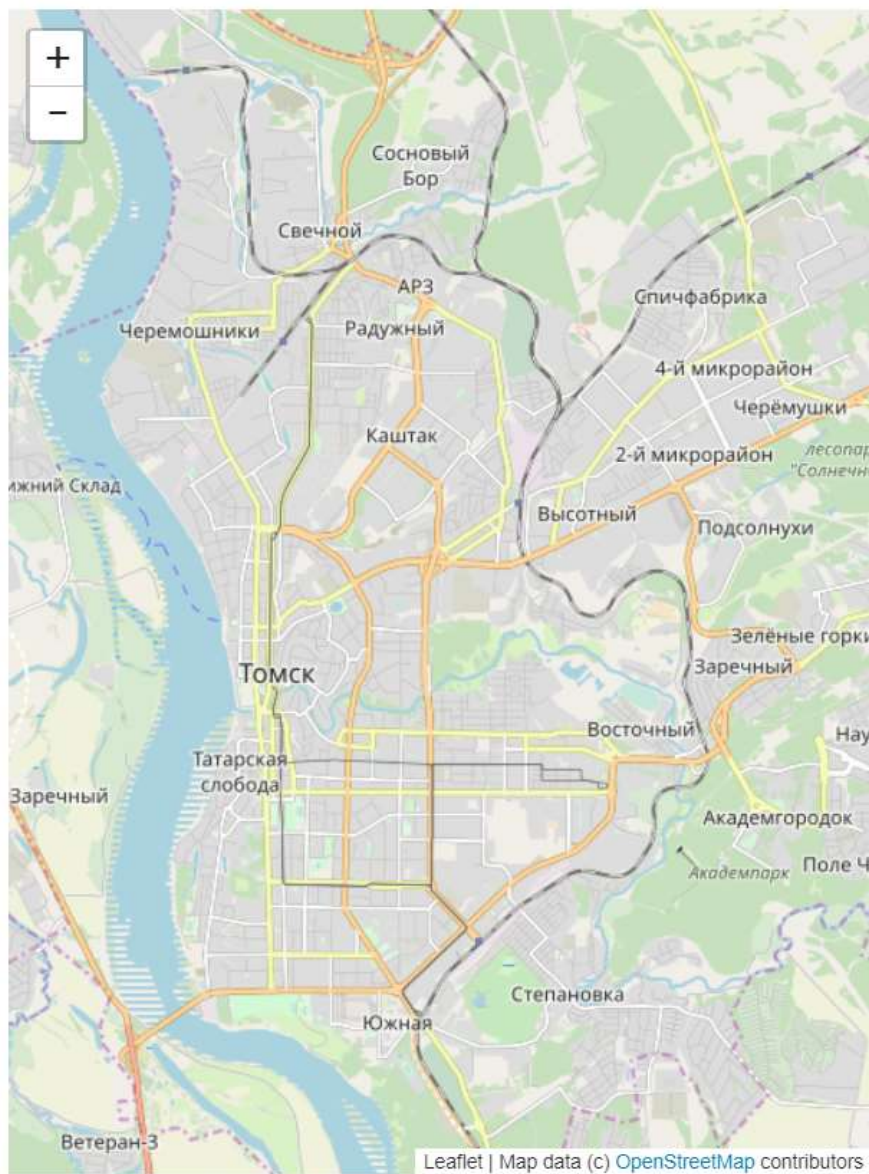 +
−
Сосновый
Бор
Свечной
АРЗ
Спичфабрика
Черемошники
Радужный
4-й микрорайон
Черёмушки
Каштак
2-й микрорайон
лесопар
"Солнечн
ижний Склад
Высотный
Подсолнухи
Зелёные горки
Заречный
Томск
Восточный
Нау
Татарская
слобода
Заречный
Академгородок
Поле Ч
Академпарк
Степановка
Южная
Ветеран-3
Leaflet | Map data (c) OpenStreetMap contributors